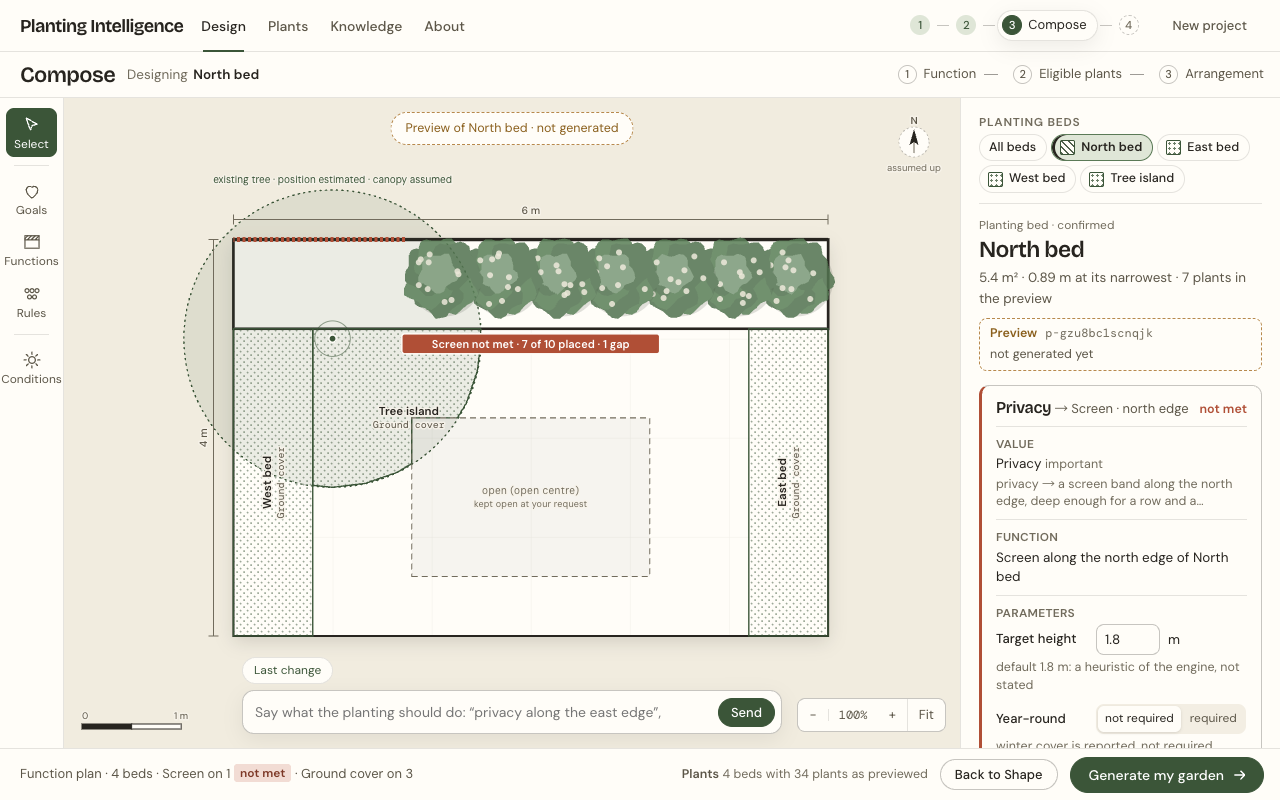 Planting Intelligence Design Plants Knowledge About 1 2 3 Compose 4 New project
Compose Designing North bed 1 Function 2 Eligible plants 3 Arrangement
Select
Goals
Functions
Rules
Conditions
Preview of North bed · not generated
N
assumed up
existing tree · position estimated · canopy assumed
6 m
4 m
Screen not met · 7 of 10 placed · 1 gap
Tree island
Ground cover
West bed
Ground cover
open (open centre)
kept open at your request
East bed
Ground cover
Last change
Say what the planting should do: “privacy along the east edge”,
Send
0 1 m
− 100% + Fit
PLANTING BEDS
All beds North bed East bed
West bed Tree island
Planting bed · confirmed
North bed
5.4 m² · 0.89 m at its narrowest · 7 plants in
the preview
Preview p-gzu8bclscnqjk
not generated yet
Privacy → Screen · north edge not met
VALUE
Privacy important
privacy → a screen band along the north
edge, deep enough for a row and a…
FUNCTION
Screen along the north edge of North
bed
PARAMETERS
Target height 1.8 m
default 1.8 m: a heuristic of the engine, not
stated
Year-round not required required
winter cover is reported, not required
Function plan · 4 beds · Screen on 1 not met · Ground cover on 3
Plants 4 beds with 34 plants as previewed
Back to Shape
Generate my garden →